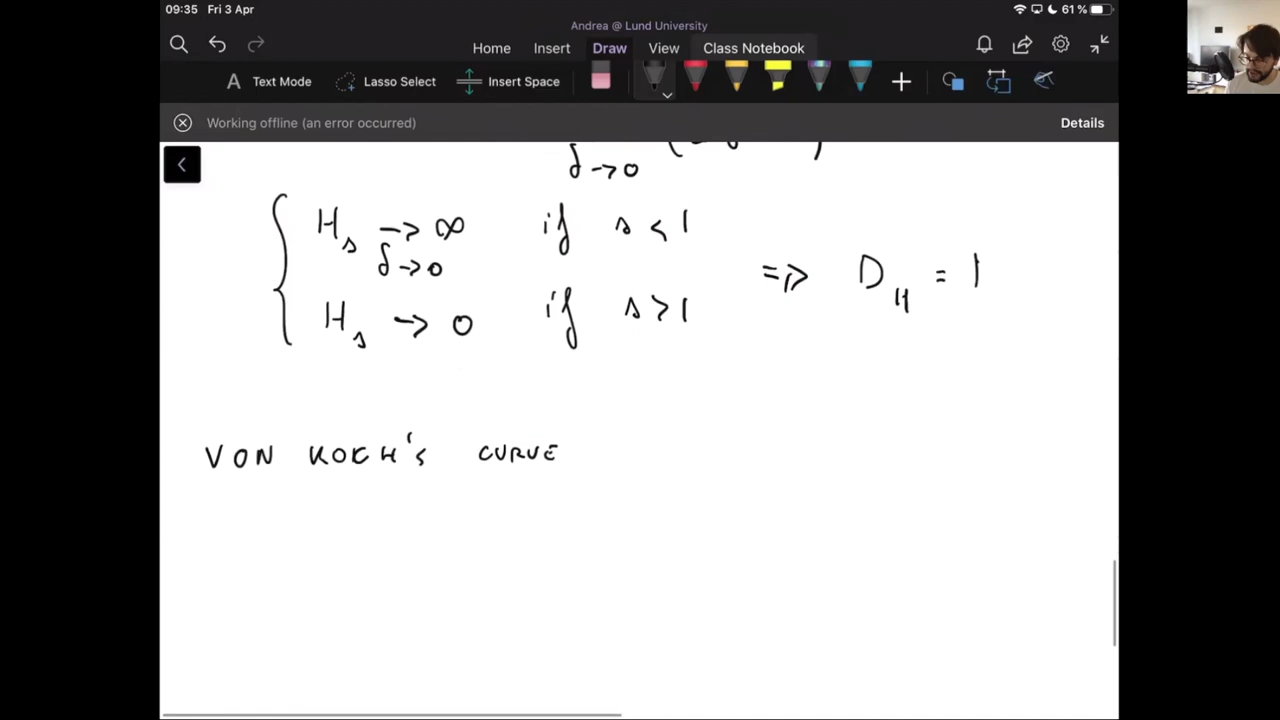 09:35 Fri 3 Apr 61 %
Andrea @ Lund University
Home Insert Draw View Class Notebook
A Text Mode Lasso Select Insert Space
Working offline (an error occurred) Details
δ → 0
H_s → ∞ if s < 1
δ → 0
⇒ D_H = 1
H_s → 0 if s > 1
VON KOCH'S CURVE